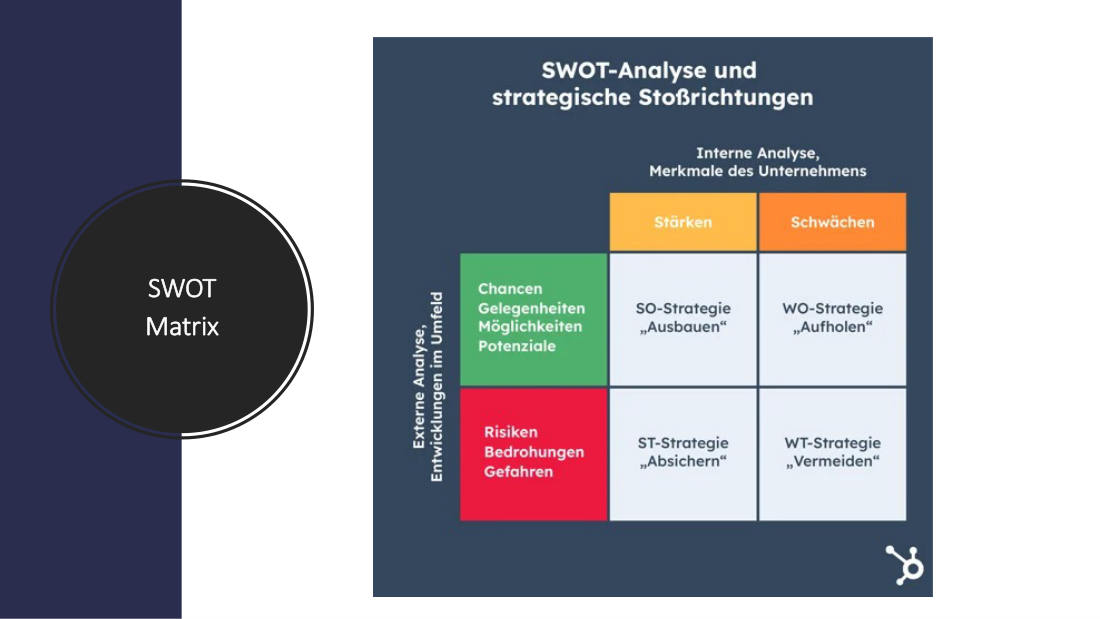 SWOT
Matrix
SWOT-Analyse und
strategische Stoßrichtungen
Interne Analyse,
Merkmale des Unternehmens
Stärken
Schwächen
Externe Analyse,
Entwicklungen im Umfeld
Chancen
Gelegenheiten
Möglichkeiten
Potenziale
SO-Strategie
„Ausbauen“
WO-Strategie
„Aufholen“
Risiken
Bedrohungen
Gefahren
ST-Strategie
„Absichern“
WT-Strategie
„Vermeiden“